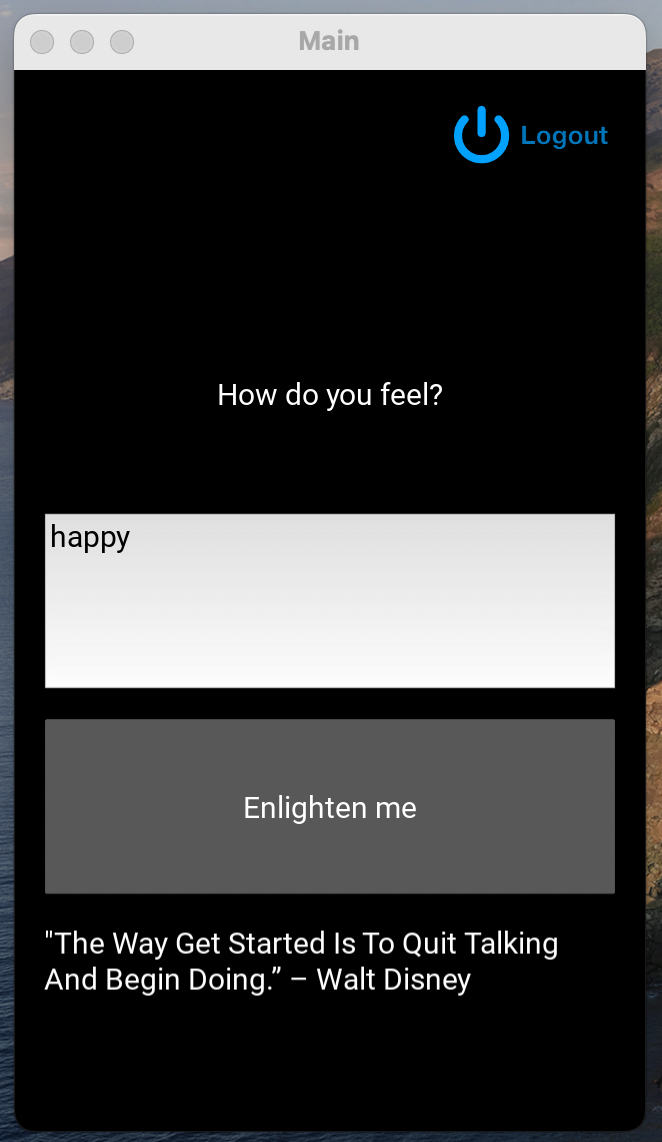 Main
Logout
How do you feel?
happy
Enlighten me
"The Way Get Started Is To Quit Talking
And Begin Doing.” – Walt Disney